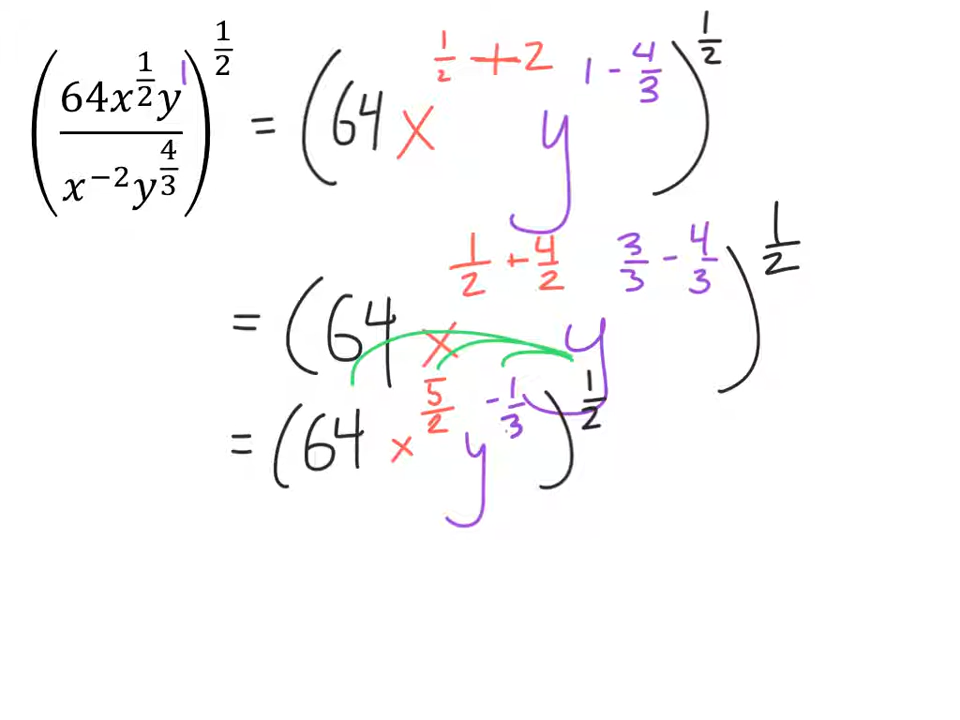 (64x^{1/2}y^1 / x^{-2}y^{4/3})^{1/2} = (64 x^{1/2 + 2} y^{1 - 4/3})^{1/2}
= (64 x^{1/2 + 4/2} y^{3/3 - 4/3})^{1/2}
= (64 x^{5/2} y^{-1/3})^{1/2}